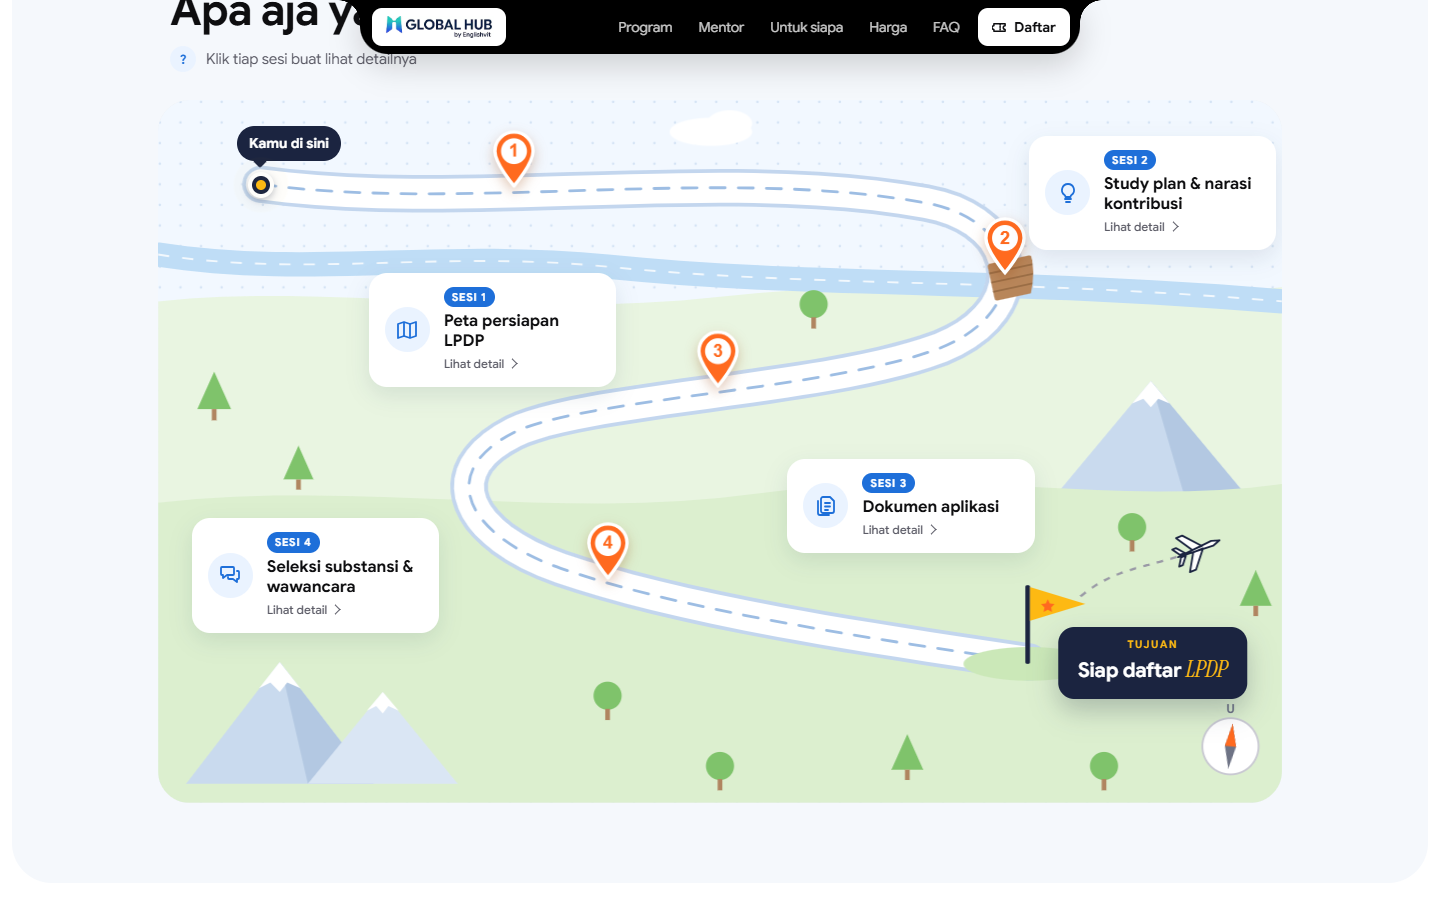 Apa aja
GLOBAL HUB
by Englishvit
Program
Mentor
Untuk siapa
Harga
FAQ
Daftar
?
Klik tiap sesi buat lihat detailnya
Kamu di sini
1
SESI 2
Study plan & narasi
kontribusi
Lihat detail
2
SESI 1
Peta persiapan
LPDP
Lihat detail
3
SESI 3
Dokumen aplikasi
Lihat detail
4
SESI 4
Seleksi substansi &
wawancara
Lihat detail
TUJUAN
Siap daftar LPDP
U